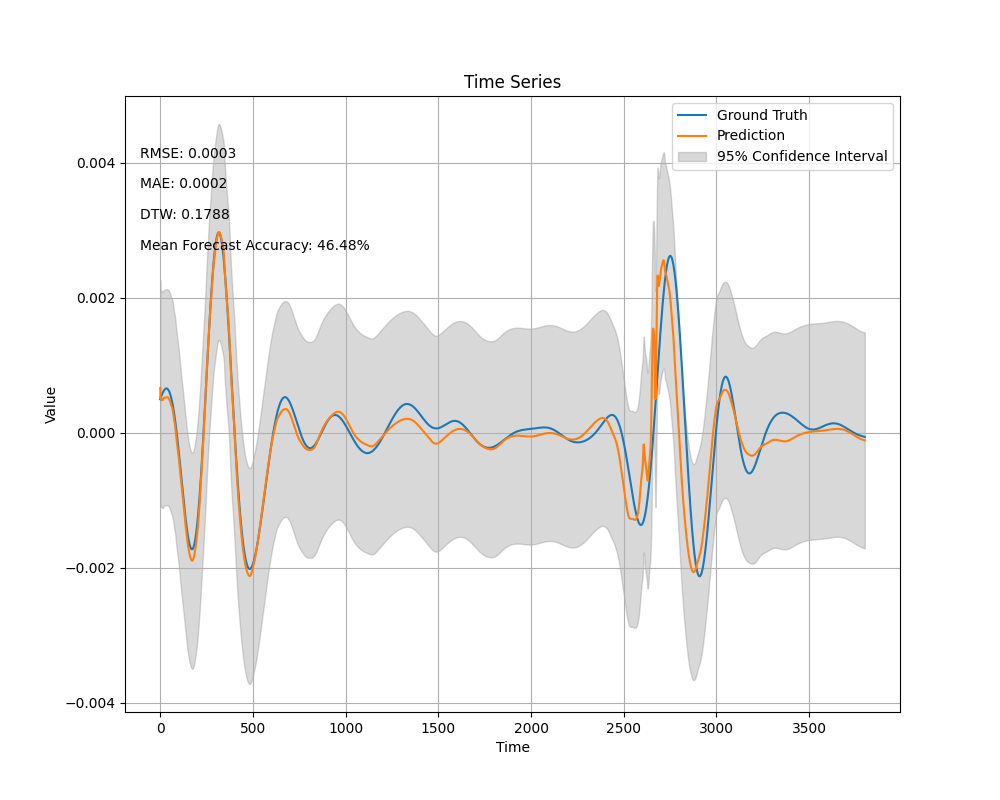 Time Series
Ground Truth
Prediction
95% Confidence Interval
RMSE: 0.0003
MAE: 0.0002
DTW: 0.1788
Mean Forecast Accuracy: 46.48%
Value
0.004
0.002
0.000
−0.002
−0.004
0 500 1000 1500 2000 2500 3000 3500
Time